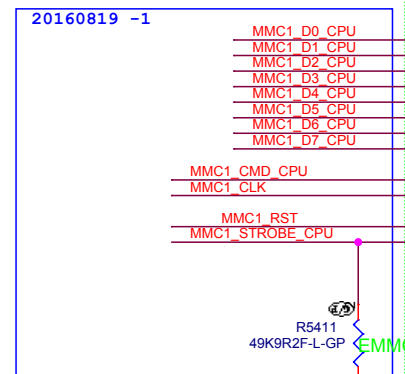 20160819 -1
MMC1_D0_CPU
MMC1_D1_CPU
MMC1_D2_CPU
MMC1_D3_CPU
MMC1_D4_CPU
MMC1_D5_CPU
MMC1_D6_CPU
MMC1_D7_CPU
MMC1_CMD_CPU
MMC1_CLK
MMC1_RST
MMC1_STROBE_CPU
R5411
49K9R2F-L-GP